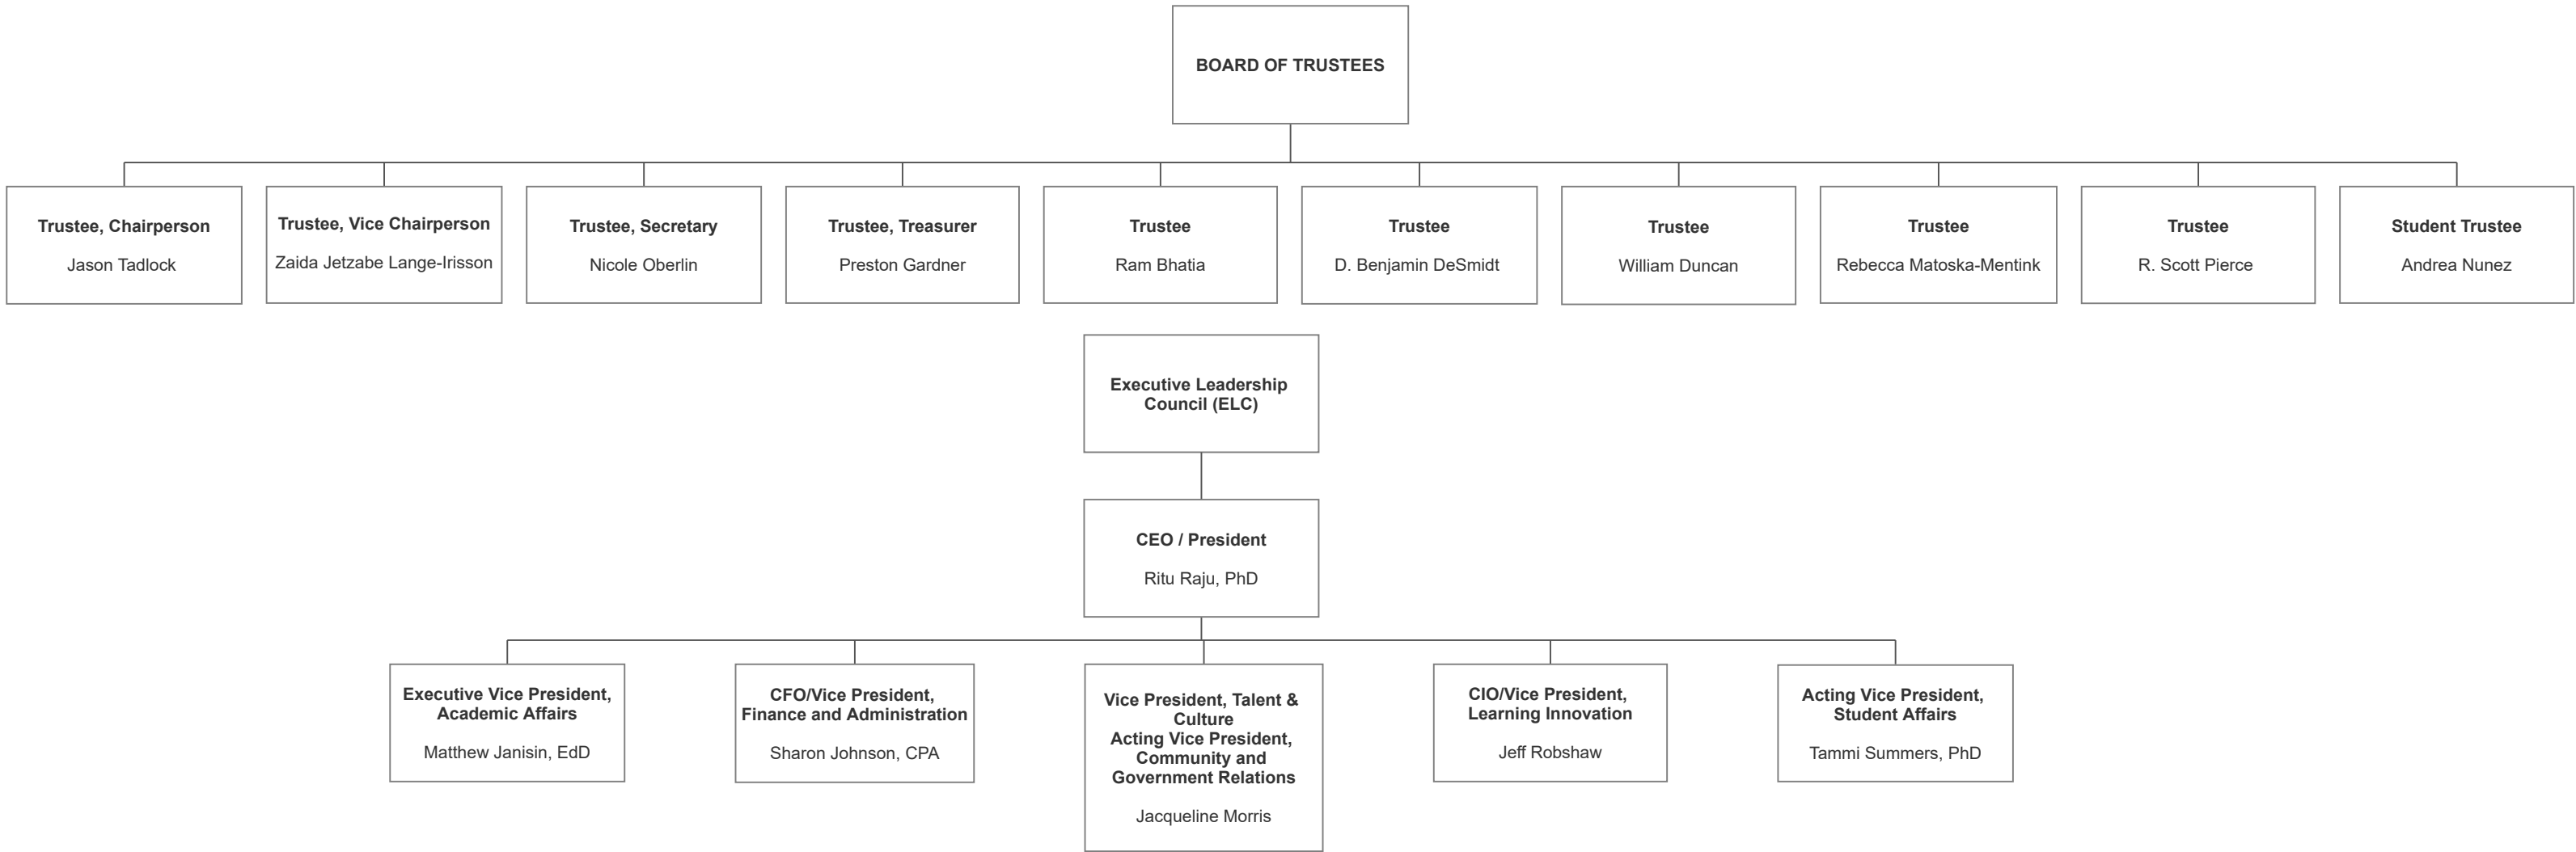 BOARD OF TRUSTEES
Trustee, Chairperson
Jason Tadlock
Trustee, Vice Chairperson
Zaida Jetzabe Lange-Irisson
Trustee, Secretary
Nicole Oberlin
Trustee, Treasurer
Preston Gardner
Trustee
Ram Bhatia
Trustee
D. Benjamin DeSmidt
Trustee
William Duncan
Trustee
Rebecca Matoska-Mentink
Trustee
R. Scott Pierce
Student Trustee
Andrea Nunez
Executive Leadership
Council (ELC)
CEO / President
Ritu Raju, PhD
Executive Vice President,
Academic Affairs
Matthew Janisin, EdD
CFO/Vice President,
Finance and Administration
Sharon Johnson, CPA
Vice President, Talent &
Culture
Acting Vice President,
Community and
Government Relations
Jacqueline Morris
CIO/Vice President,
Learning Innovation
Jeff Robshaw
Acting Vice President,
Student Affairs
Tammi Summers, PhD